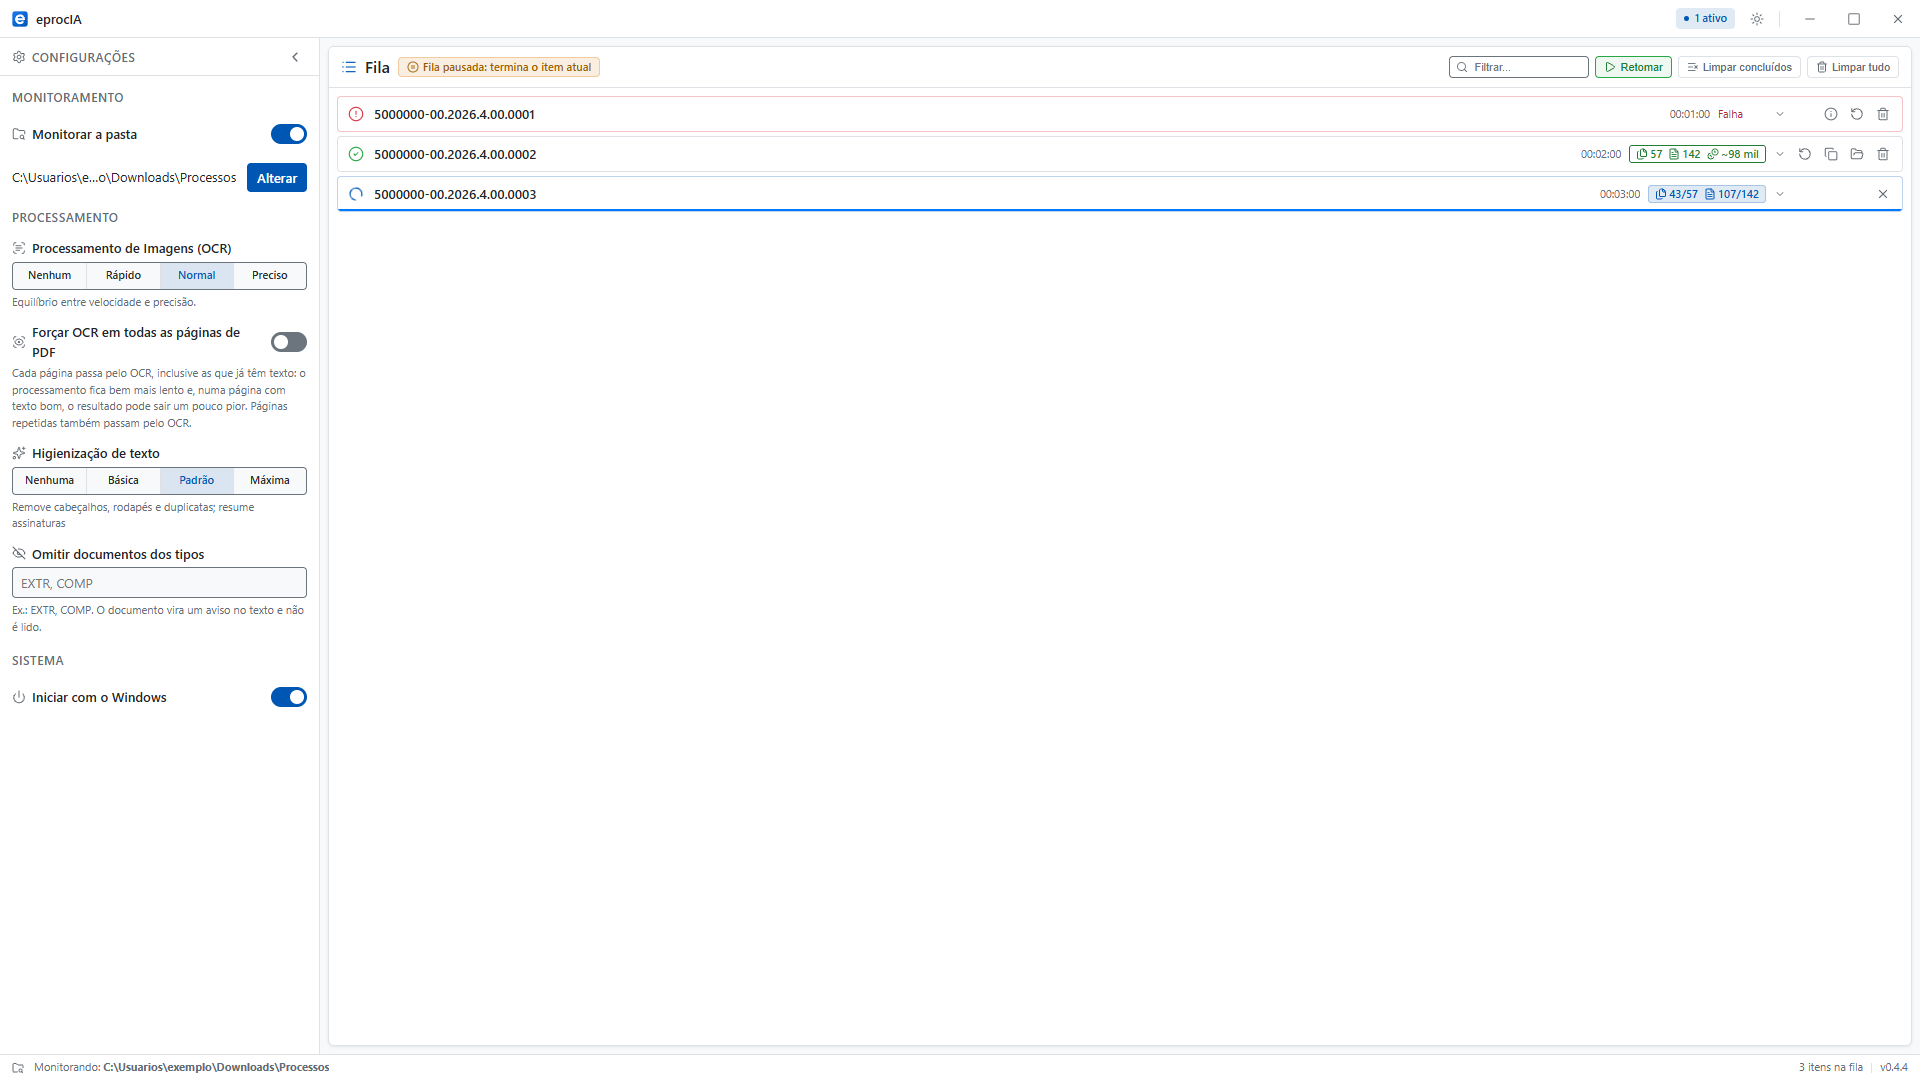 eprocIA
1 ativo
CONFIGURAÇÕES
MONITORAMENTO
Monitorar a pasta
C:\Usuarios\e...o\Downloads\Processos
Alterar
PROCESSAMENTO
Processamento de Imagens (OCR)
Nenhum Rápido Normal Preciso
Equilíbrio entre velocidade e precisão.
Forçar OCR em todas as páginas de
PDF
Cada página passa pelo OCR, inclusive as que já têm texto: o
processamento fica bem mais lento e, numa página com
texto bom, o resultado pode sair um pouco pior. Páginas
repetidas também passam pelo OCR.
Higienização de texto
Nenhuma Básica Padrão Máxima
Remove cabeçalhos, rodapés e duplicatas; resume
assinaturas
Omitir documentos dos tipos
EXTR, COMP
Ex.: EXTR, COMP. O documento vira um aviso no texto e não
é lido.
SISTEMA
Iniciar com o Windows
Fila
Fila pausada: termina o item atual
Filtrar...
Retomar
Limpar concluídos
Limpar tudo
5000000-00.2026.4.00.0001 00:01:00 Falha
5000000-00.2026.4.00.0002 00:02:00 57 142 ~98 mil
5000000-00.2026.4.00.0003 00:03:00 43/57 107/142
Monitorando: C:\Usuarios\exemplo\Downloads\Processos
3 itens na fila
v0.4.4